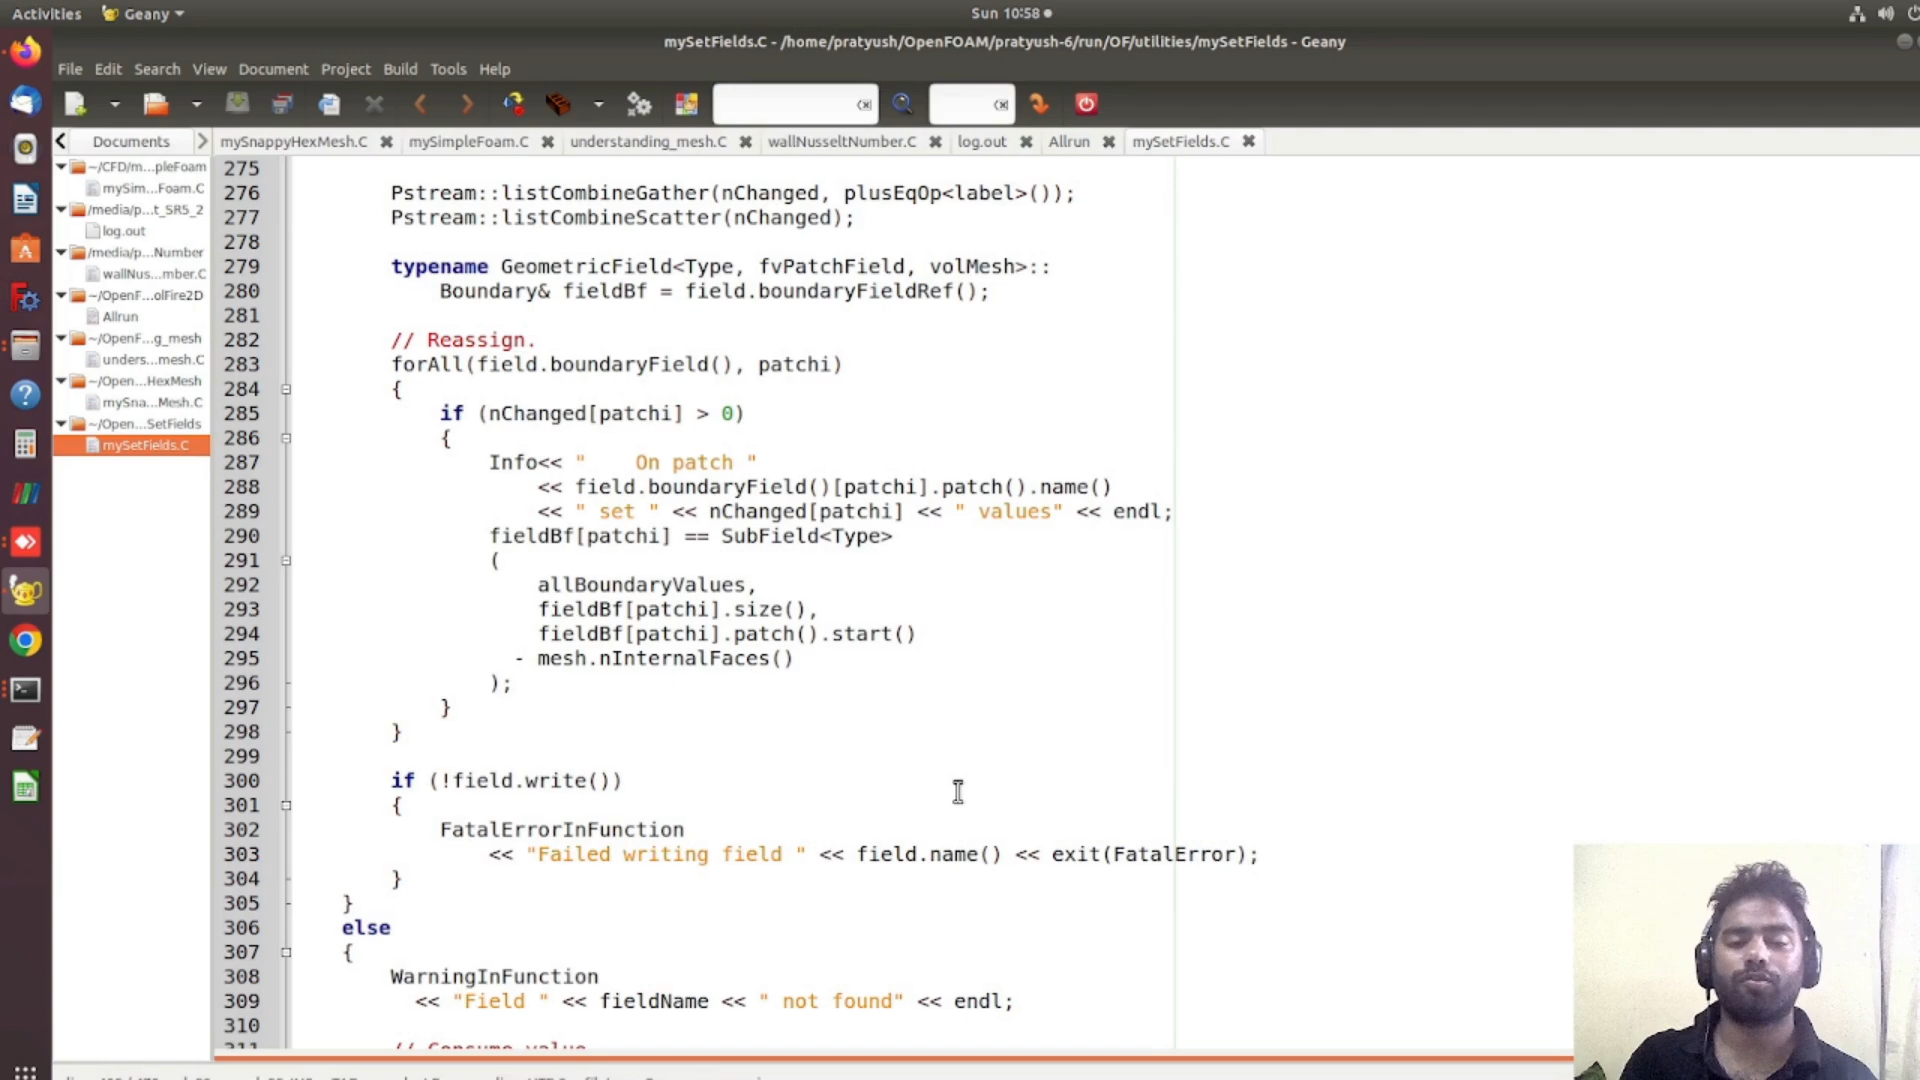 Activities Geany Sun 10:58
mySetFields.C - /home/pratyush/OpenFOAM/pratyush-6/run/OF/utilities/mySetFields - Geany
File Edit Search View Document Project Build Tools Help
Documents mySnappyHexMesh.C mySimpleFoam.C understanding_mesh.C wallNusseltNumber.C log.out Allrun mySetFields.C
~/CFD/m...pleFoam
mySim...Foam.C
/media/p...t_SR5_2
log.out
/media/p...Number
wallNus...mber.C
~/OpenF...olFire2D
Allrun
~/OpenF...g_mesh
unders...mesh.C
~/Open...HexMesh
mySna...Mesh.C
~/Open...SetFields
mySetFields.C
275
276 Pstream::listCombineGather(nChanged, plusEqOp<label>());
277 Pstream::listCombineScatter(nChanged);
278
279 typename GeometricField<Type, fvPatchField, volMesh>::
280 Boundary& fieldBf = field.boundaryFieldRef();
281
282 // Reassign.
283 forAll(field.boundaryField(), patchi)
284 {
285 if (nChanged[patchi] > 0)
286 {
287 Info<< "    On patch "
288 << field.boundaryField()[patchi].patch().name()
289 << " set " << nChanged[patchi] << " values" << endl;
290 fieldBf[patchi] == SubField<Type>
291 (
292 allBoundaryValues,
293 fieldBf[patchi].size(),
294 fieldBf[patchi].patch().start()
295 - mesh.nInternalFaces()
296 );
297 }
298 }
299
300 if (!field.write())
301 {
302 FatalErrorInFunction
303 << "Failed writing field " << field.name() << exit(FatalError);
304 }
305 }
306 else
307 {
308 WarningInFunction
309 << "Field " << fieldName << " not found" << endl;
310
311 // Consume value